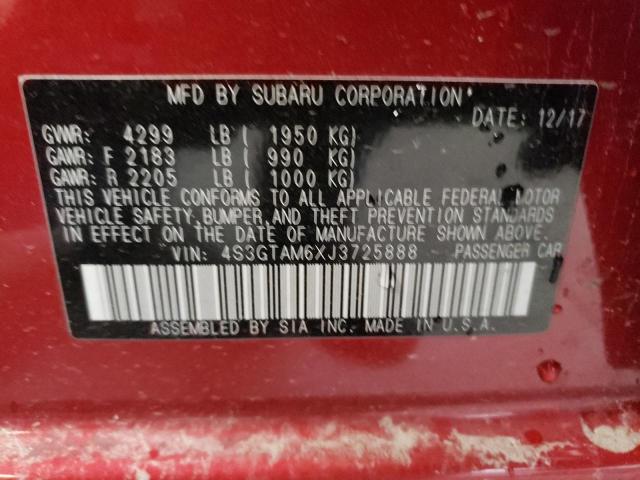 MFD BY SUBARU CORPORATION
DATE: 12/17
GVWR: 4299 LB ( 1950 KG)
GAWR: F 2183 LB ( 990 KG)
GAWR: R 2205 LB ( 1000 KG)
THIS VEHICLE CONFORMS TO ALL APPLICABLE FEDERAL MOTOR
VEHICLE SAFETY, BUMPER, AND THEFT PREVENTION STANDARDS
IN EFFECT ON THE DATE OF MANUFACTURE SHOWN ABOVE.
VIN: 4S3GTAM6XJ3725888 PASSENGER CAR
ASSEMBLED BY SIA INC. MADE IN U.S.A.